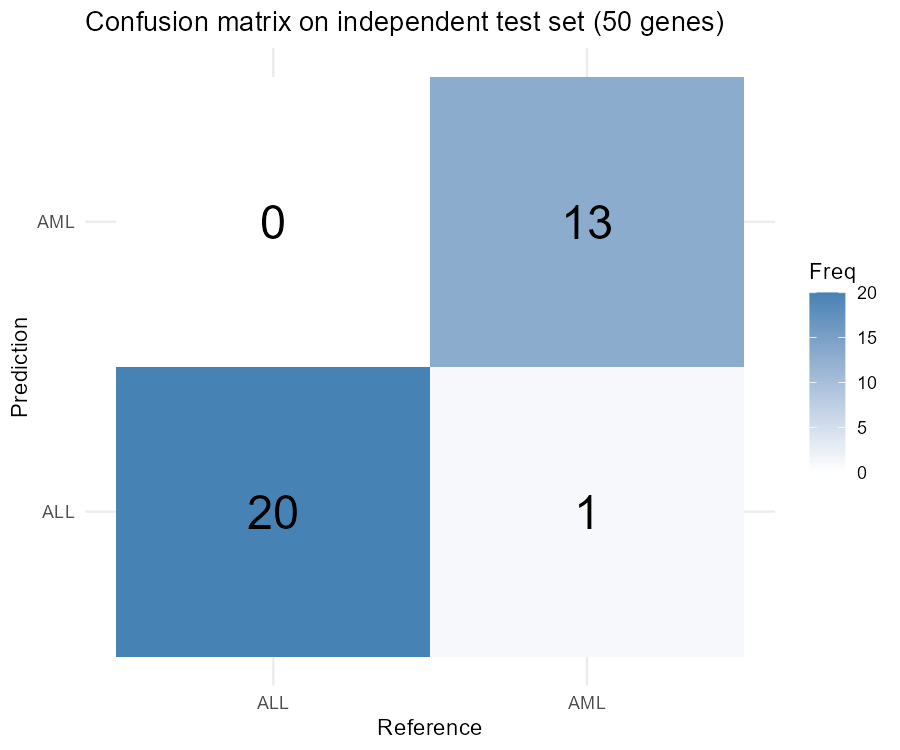 Confusion matrix on independent test set (50 genes)
Prediction
AML
ALL
0
13
20
1
ALL
AML
Reference
Freq
20
15
10
5
0